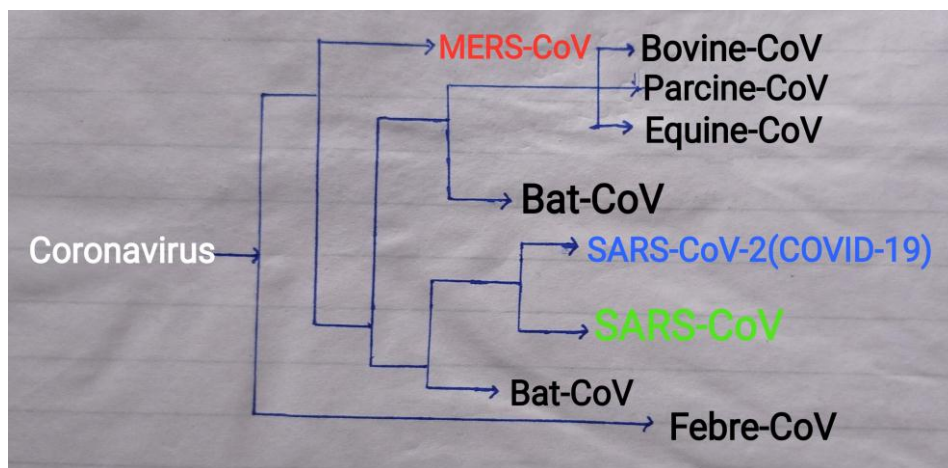 MERS-CoV
Bovine-CoV
Parcine-CoV
Equine-CoV
Bat-CoV
Coronavirus
SARS-CoV-2(COVID-19)
SARS-CoV
Bat-CoV
Febre-CoV